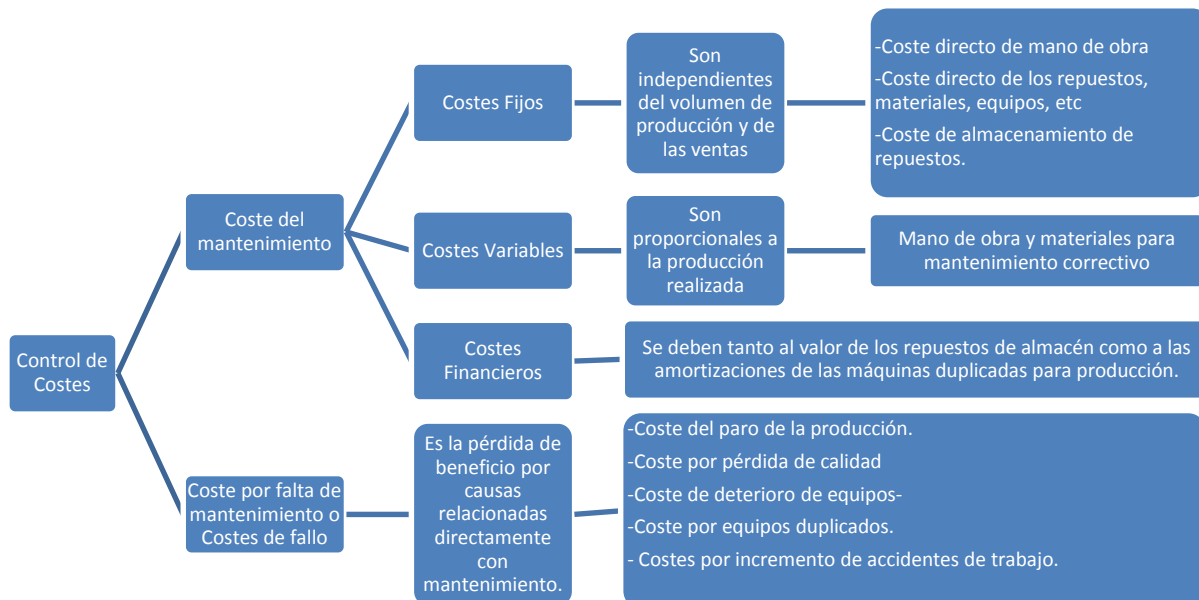 Control de
Costes
Coste del
mantenimiento
Costes Fijos
Son
independientes
del volumen de
producción y de
las ventas
-Coste directo de mano de obra
-Coste directo de los repuestos,
materiales, equipos, etc
-Coste de almacenamiento de
repuestos.
Costes Variables
Son
proporcionales a
la producción
realizada
Mano de obra y materiales para
mantenimiento correctivo
Costes
Financieros
Se deben tanto al valor de los repuestos de almacén como a las
amortizaciones de las máquinas duplicadas para producción.
Coste por falta de
mantenimiento o
Costes de fallo
Es la pérdida de
beneficio por
causas
relacionadas
directamente
con
mantenimiento.
-Coste del paro de la producción.
-Coste por pérdida de calidad
-Coste de deterioro de equipos-
-Coste por equipos duplicados.
- Costes por incremento de accidentes de trabajo.